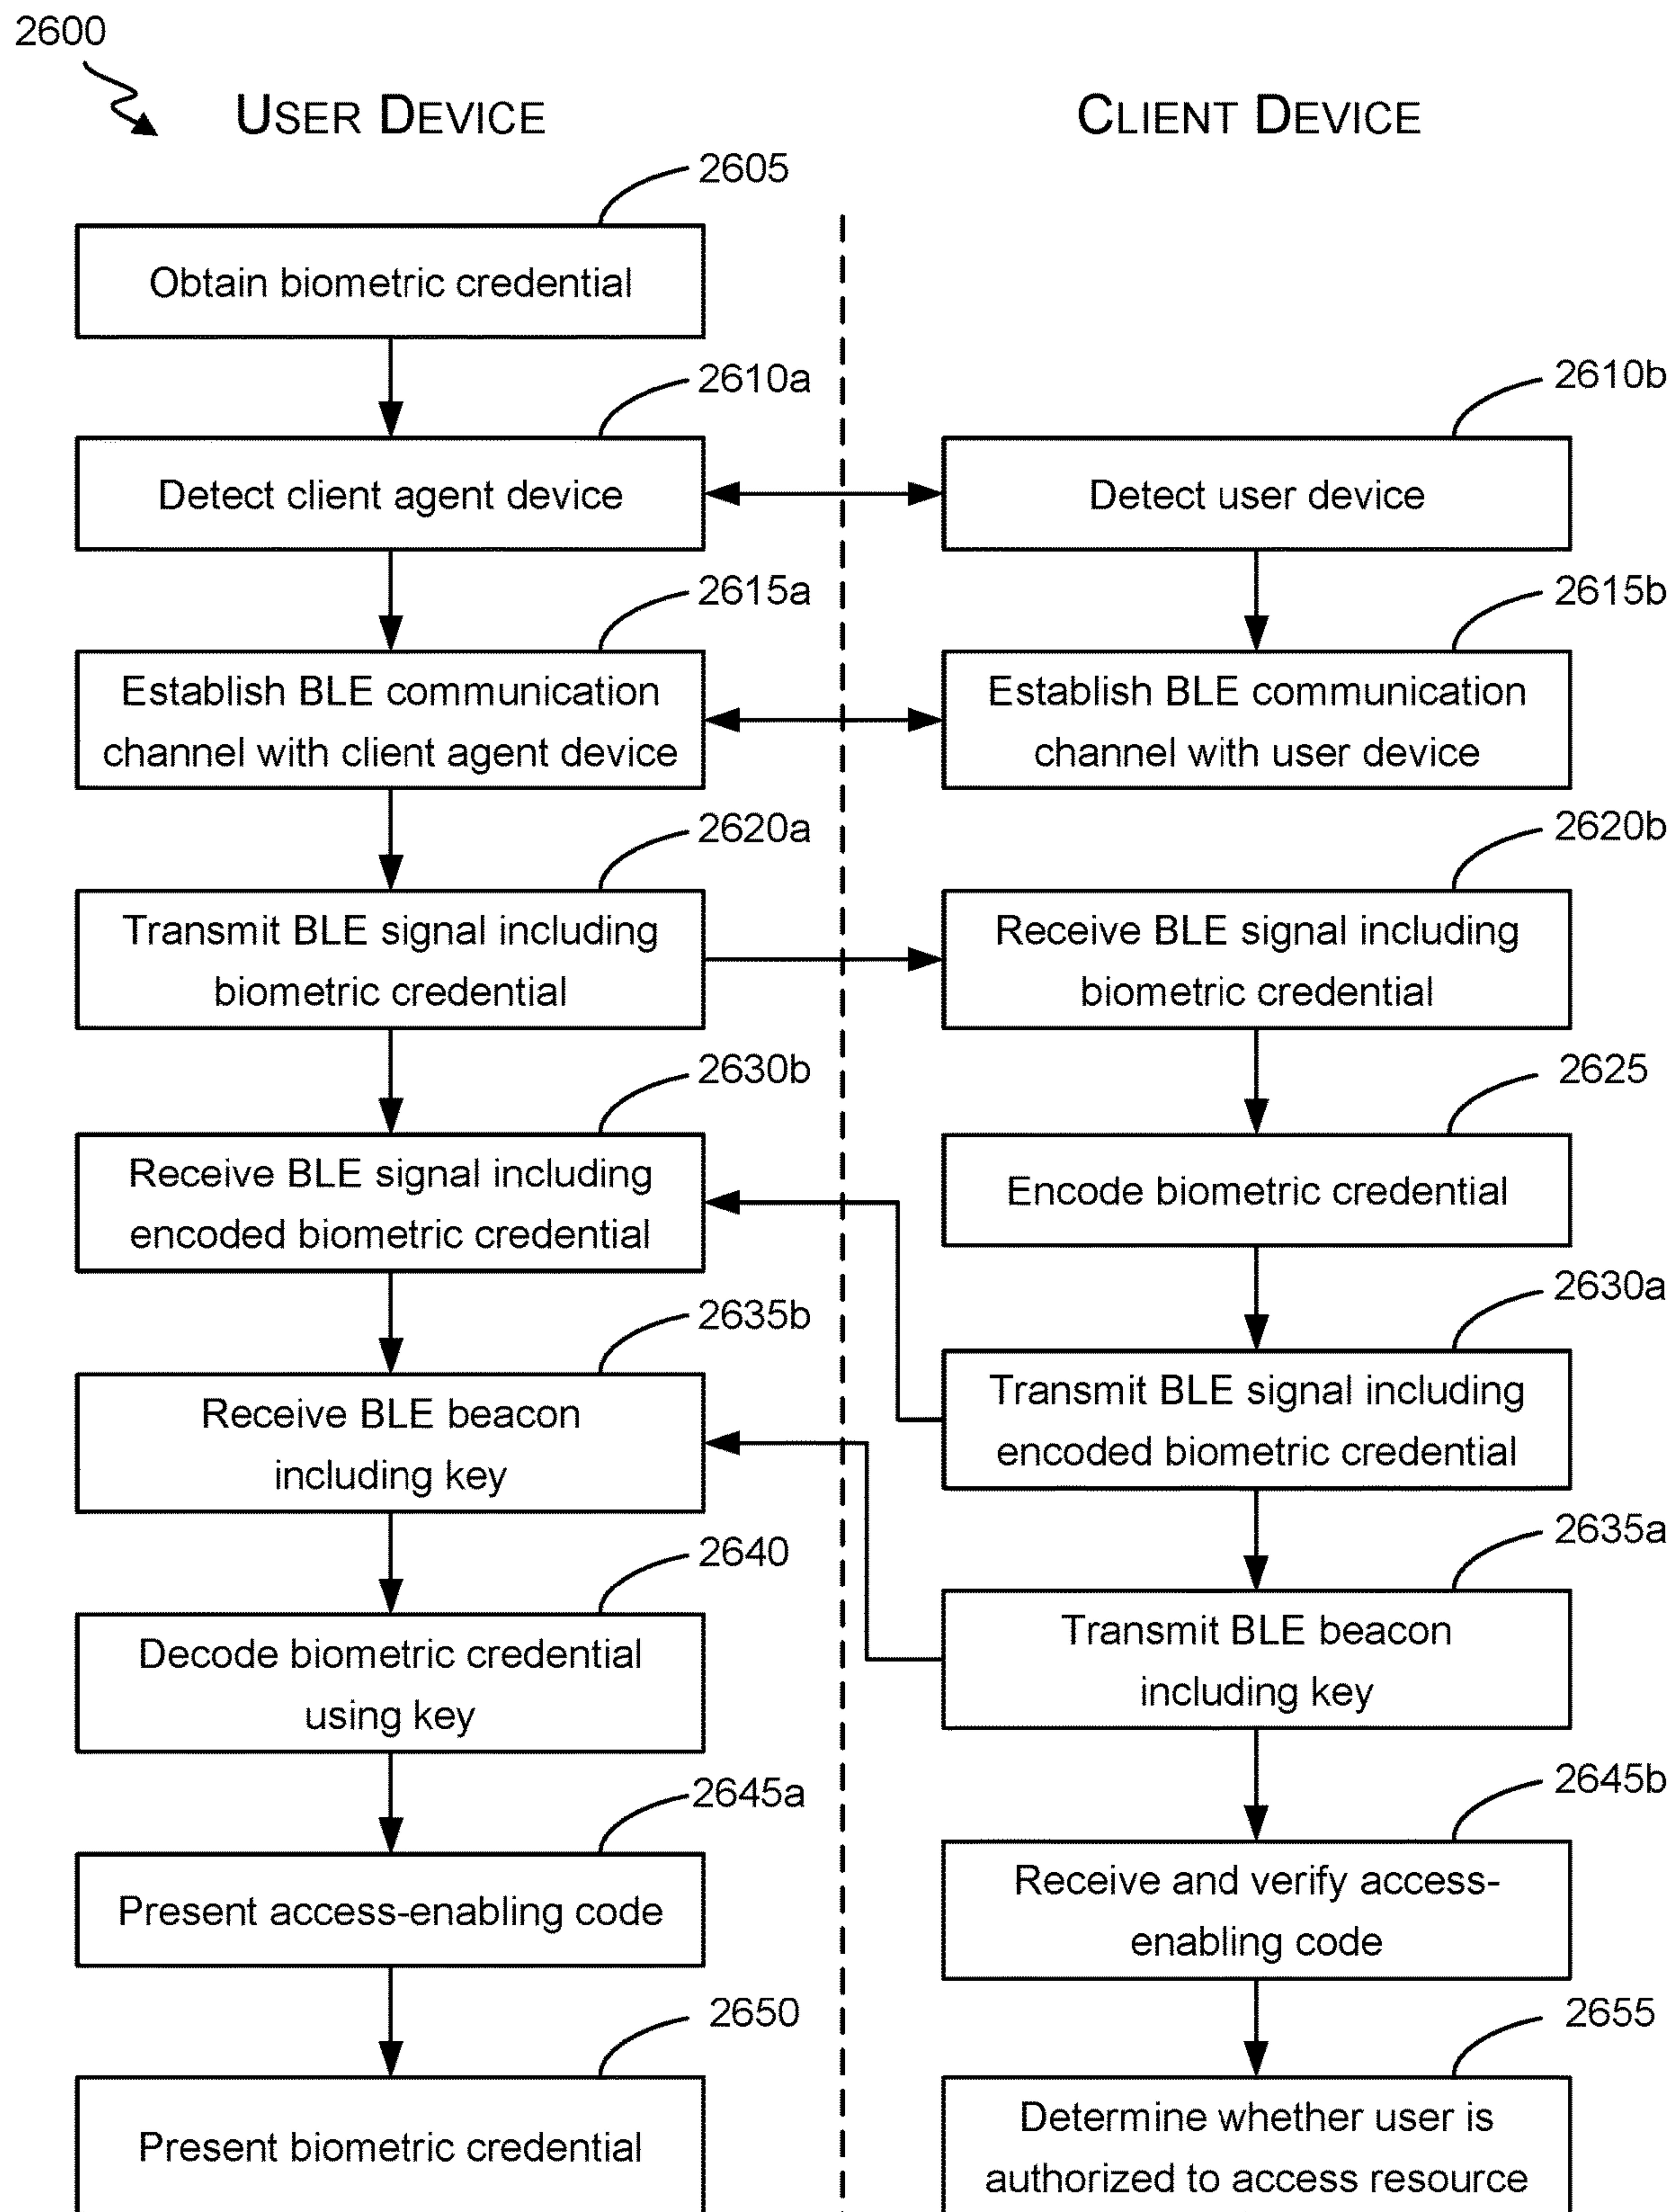 2600
USER DEVICE
CLIENT DEVICE
2605
Obtain biometric credential
2610a
2610b
Detect client agent device
Detect user device
2615a
2615b
Establish BLE communication
channel with client agent device
Establish BLE communication
channel with user device
2620a
2620b
Transmit BLE signal including
biometric credential
Receive BLE signal including
biometric credential
2630b
2625
Receive BLE signal including
encoded biometric credential
Encode biometric credential
2635b
2630a
Receive BLE beacon
including key
Transmit BLE signal including
encoded biometric credential
2640
2635a
Decode biometric credential
using key
Transmit BLE beacon
including key
2645a
2645b
Present access-enabling code
Receive and verify access-
enabling code
2650
2655
Present biometric credential
Determine whether user is
authorized to access resource